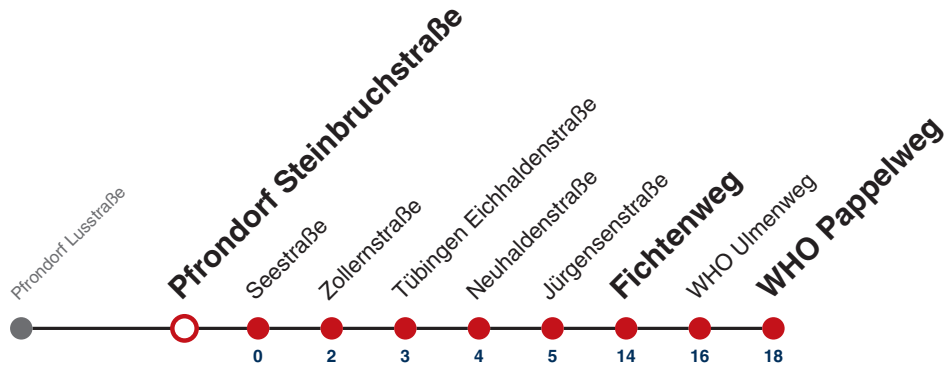 Pfrondorf Lusstraße
Pfrondorf Steinbruchstraße
Seestraße
Zollernstraße
Tübingen Eichhaldenstraße
Neuhaldenstraße
Jürgensenstraße
Fichtenweg
WHO Ulmenweg
WHO Pappelweg
0 2 3 4 5 14 16 18